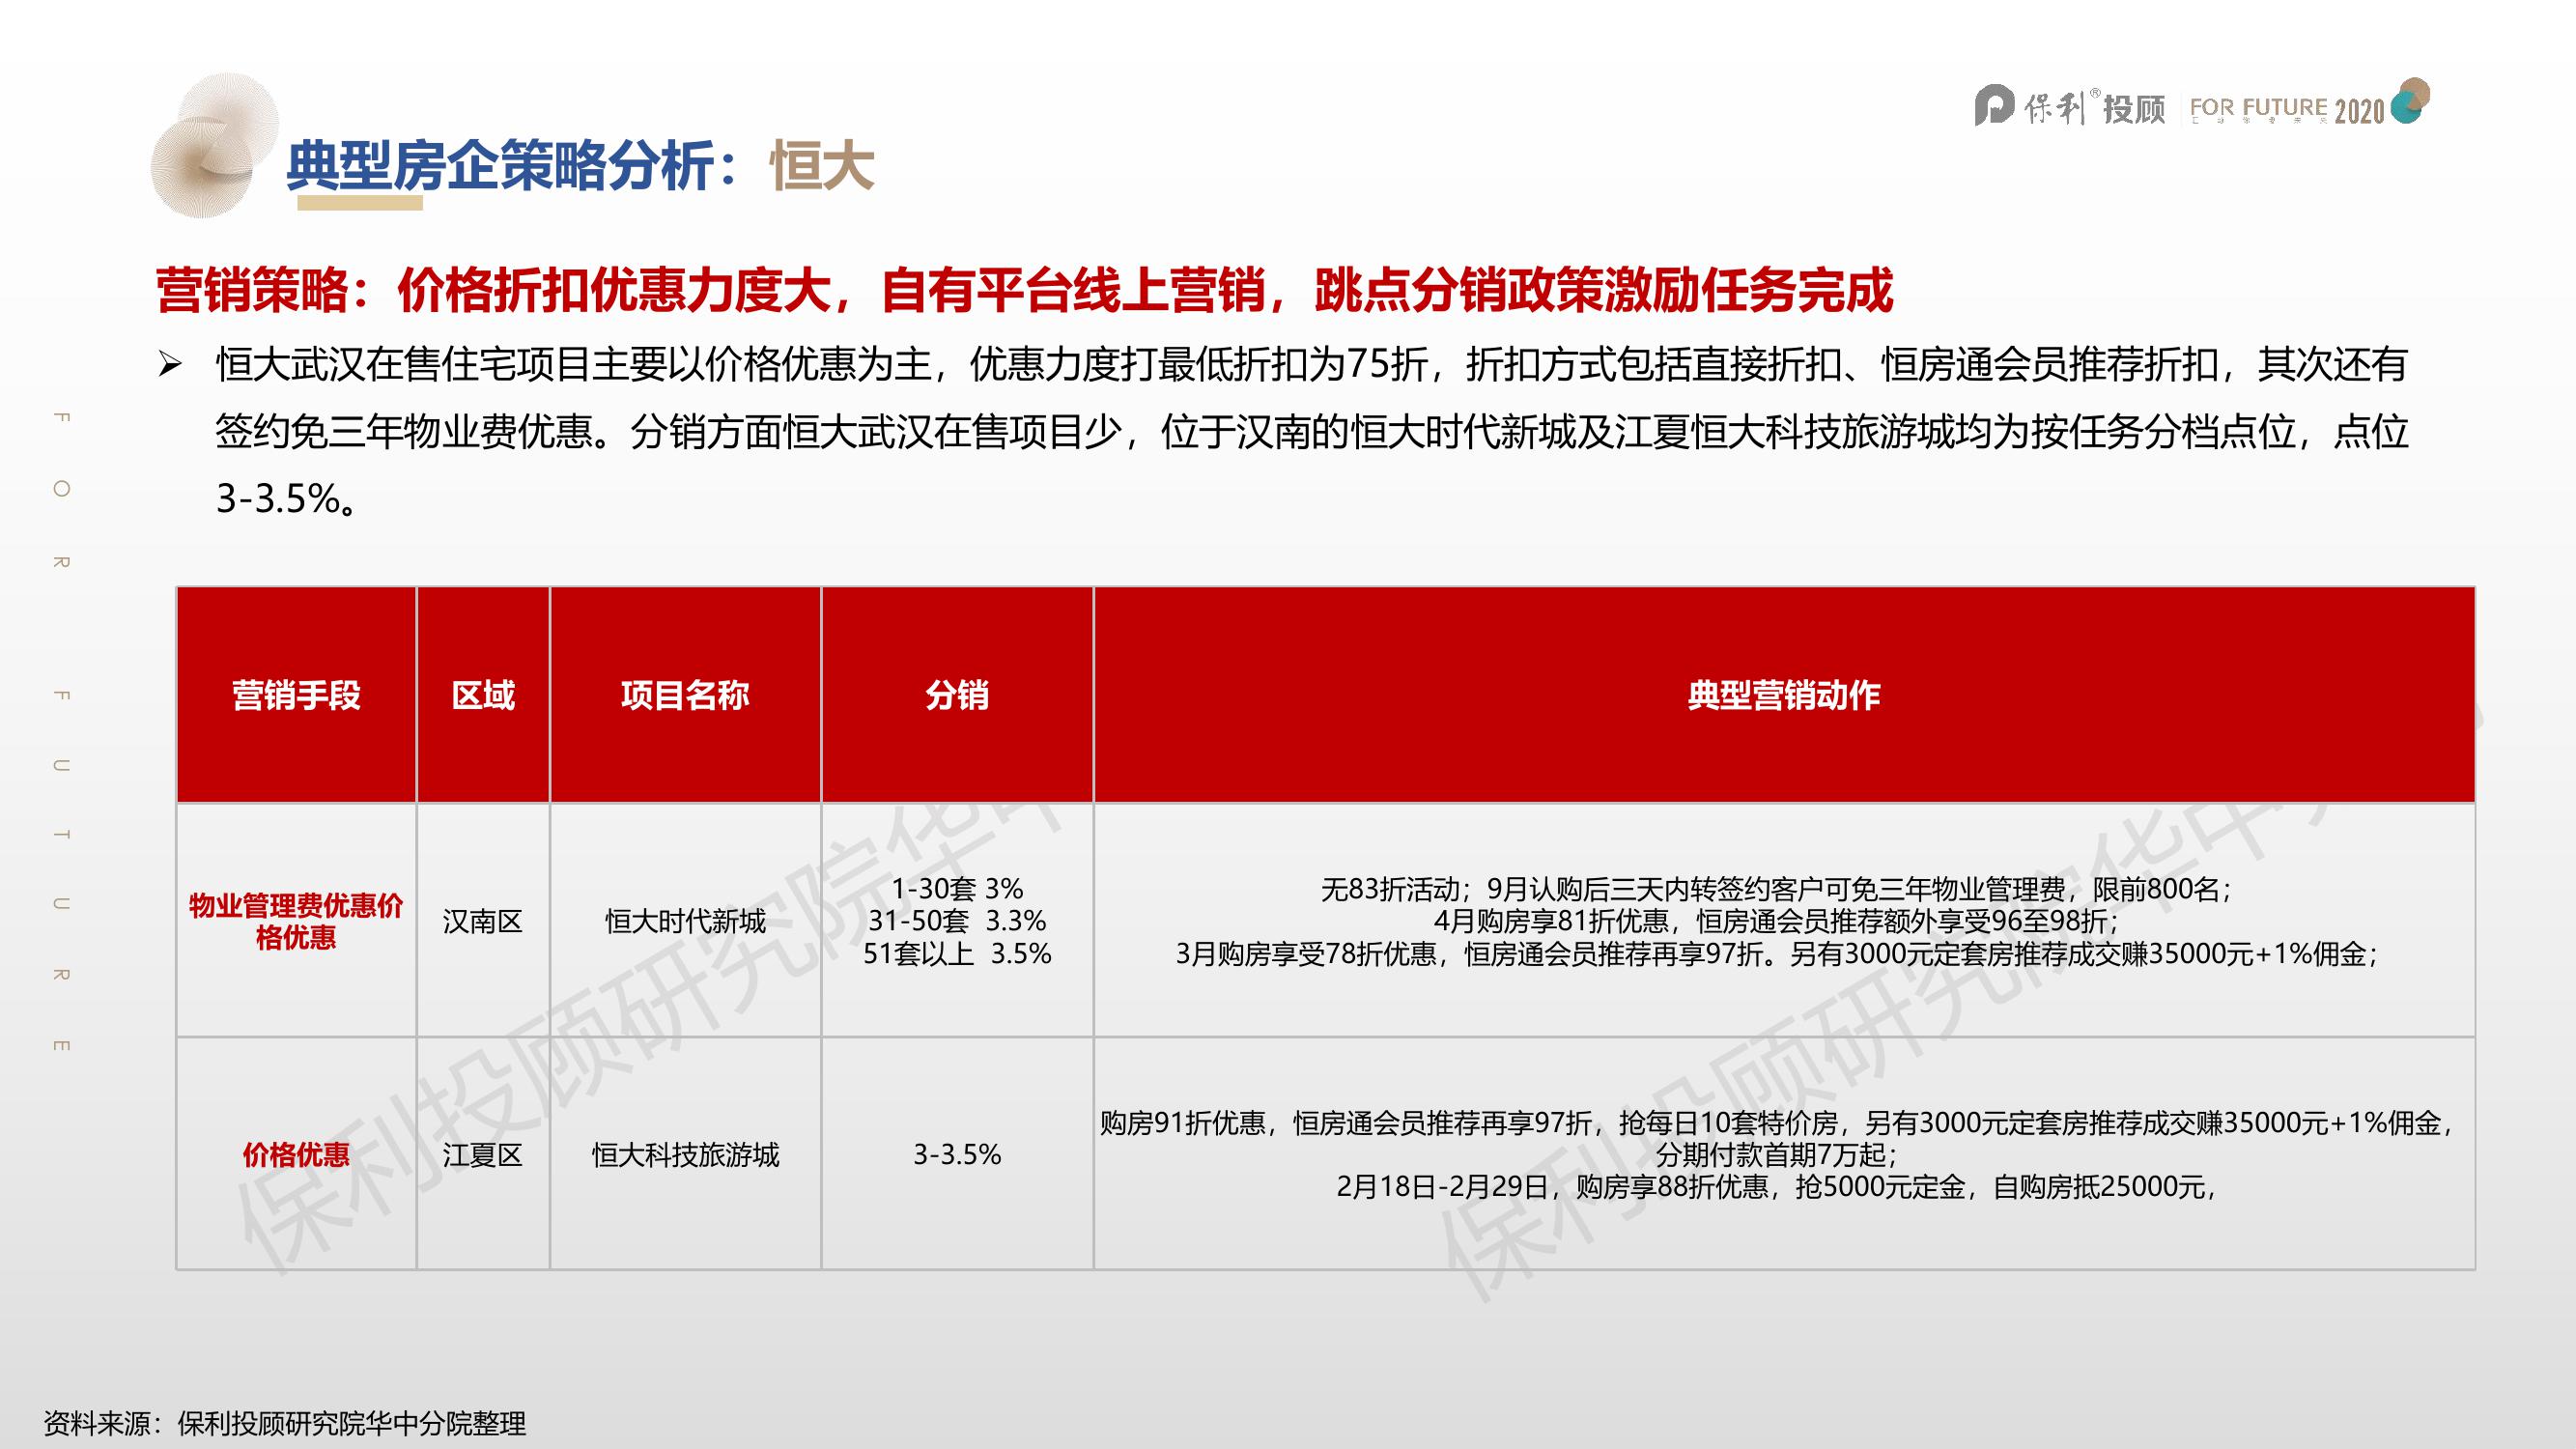 保利®投顾 FOR FUTURE 2020
典型房企策略分析：恒大
营销策略：价格折扣优惠力度大，自有平台线上营销，跳点分销政策激励任务完成
恒大武汉在售住宅项目主要以价格优惠为主，优惠力度打最低折扣为75折，折扣方式包括直接折扣、恒房通会员推荐折扣，其次还有
签约免三年物业费优惠。分销方面恒大武汉在售项目少，位于汉南的恒大时代新城及江夏恒大科技旅游城均为按任务分档点位，点位
3-3.5%。
FOR FUTURE
营销手段 区域 项目名称 分销 典型营销动作
物业管理费优惠价
格优惠
汉南区
恒大时代新城
1-30套 3%
31-50套 3.3%
51套以上 3.5%
无83折活动；9月认购后三天内转签约客户可免三年物业管理费，限前800名；
4月购房享81折优惠，恒房通会员推荐额外享受96至98折；
3月购房享受78折优惠，恒房通会员推荐再享97折。另有3000元定套房推荐成交赚35000元+1%佣金；
价格优惠
江夏区
恒大科技旅游城
3-3.5%
购房91折优惠，恒房通会员推荐再享97折，抢每日10套特价房，另有3000元定套房推荐成交赚35000元+1%佣金，
分期付款首期7万起；
2月18日-2月29日，购房享88折优惠，抢5000元定金，自购房抵25000元，
保利投顾研究院华中
保利投顾研究院华中
资料来源：保利投顾研究院华中分院整理